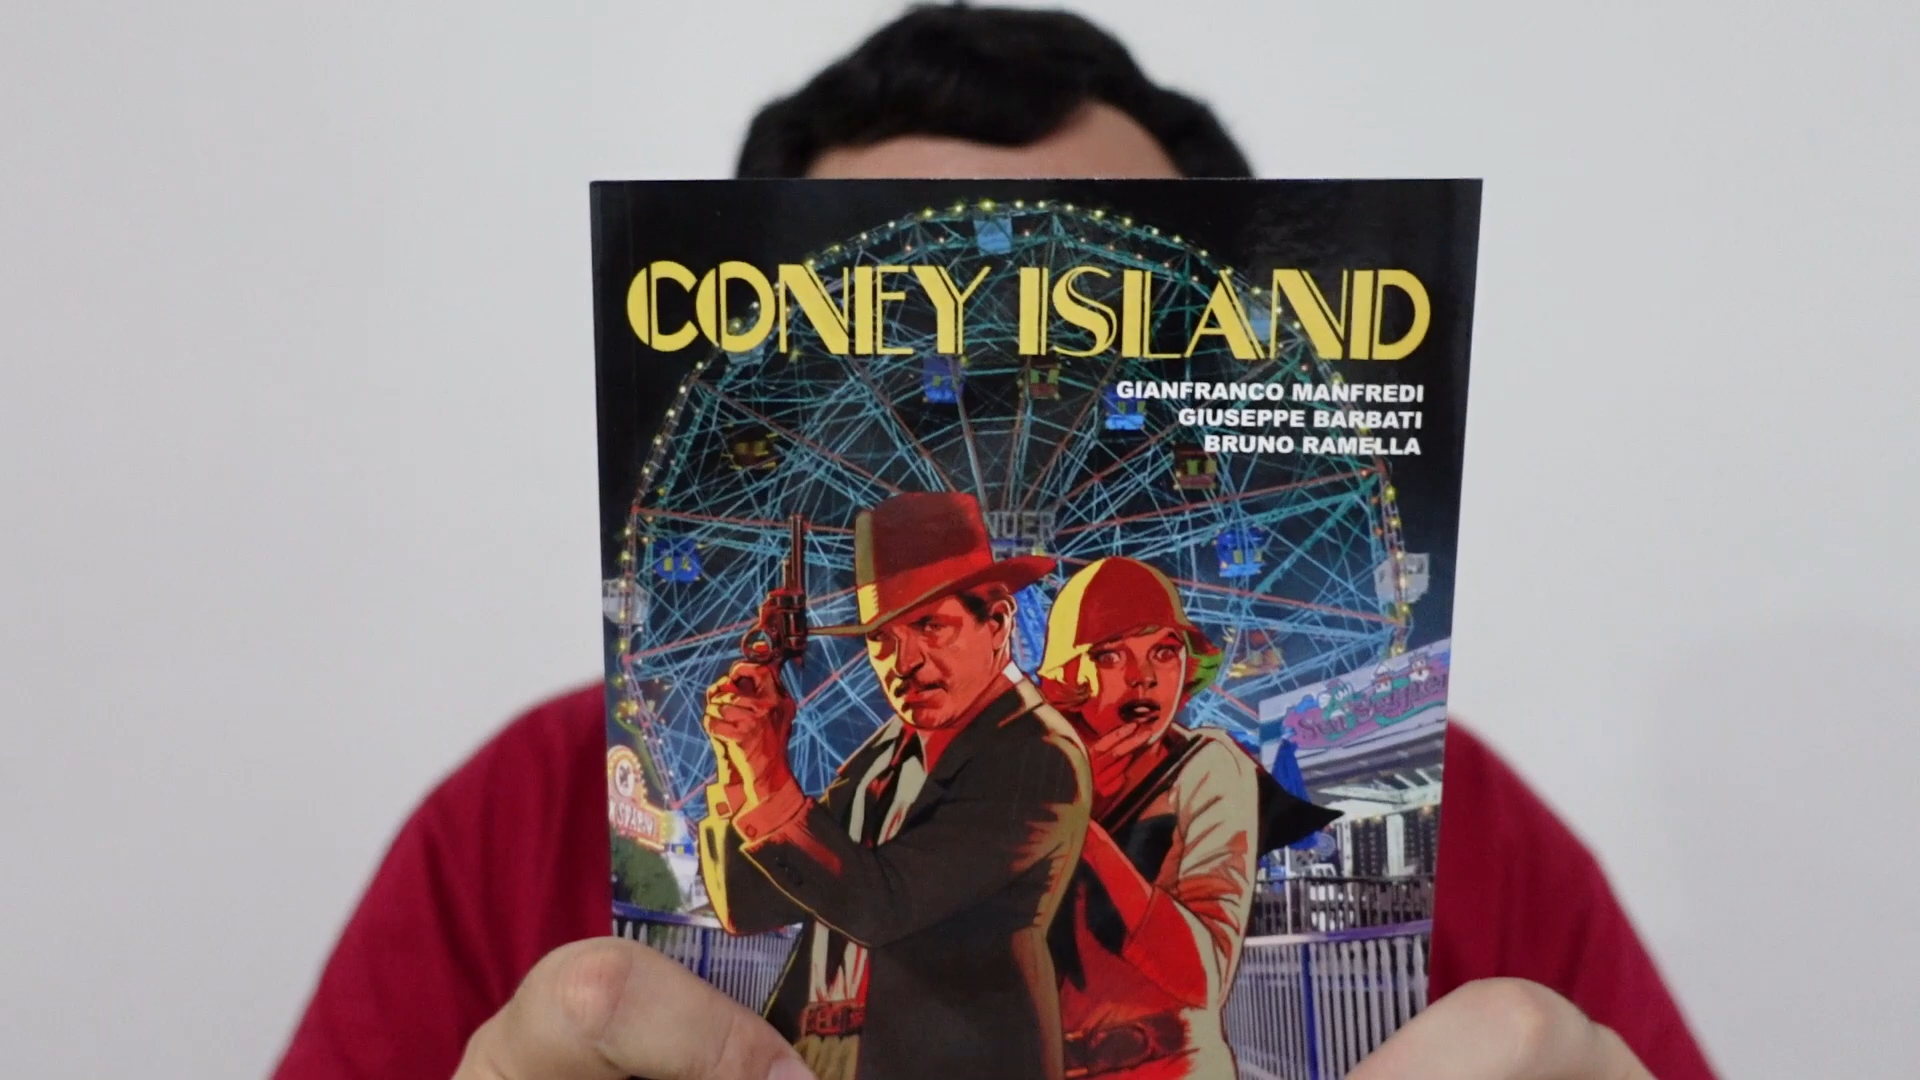 CONEY ISLAND
GIANFRANCO MANFREDI
GIUSEPPE BARBATI
BRUNO RAMELLA